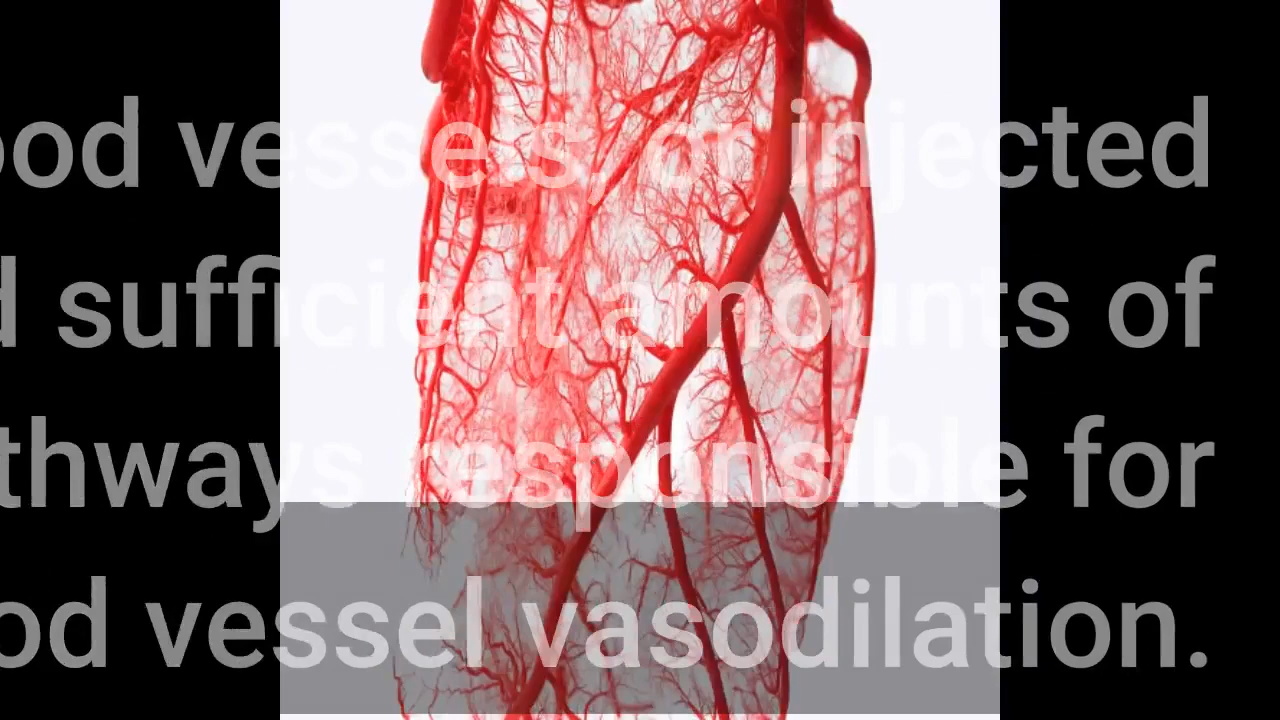 ood vessels, or injected
d sufficient amounts of
thways responsible for
od vessel vasodilation.